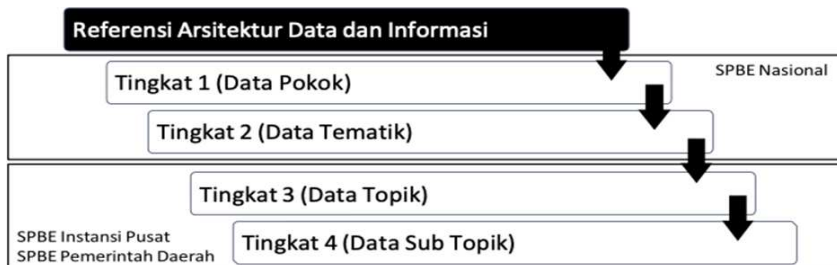 Referensi Arsitektur Data dan Informasi
Tingkat 1 (Data Pokok)
SPBE Nasional
Tingkat 2 (Data Tematik)
Tingkat 3 (Data Topik)
SPBE Instansi Pusat
SPBE Pemerintah Daerah
Tingkat 4 (Data Sub Topik)